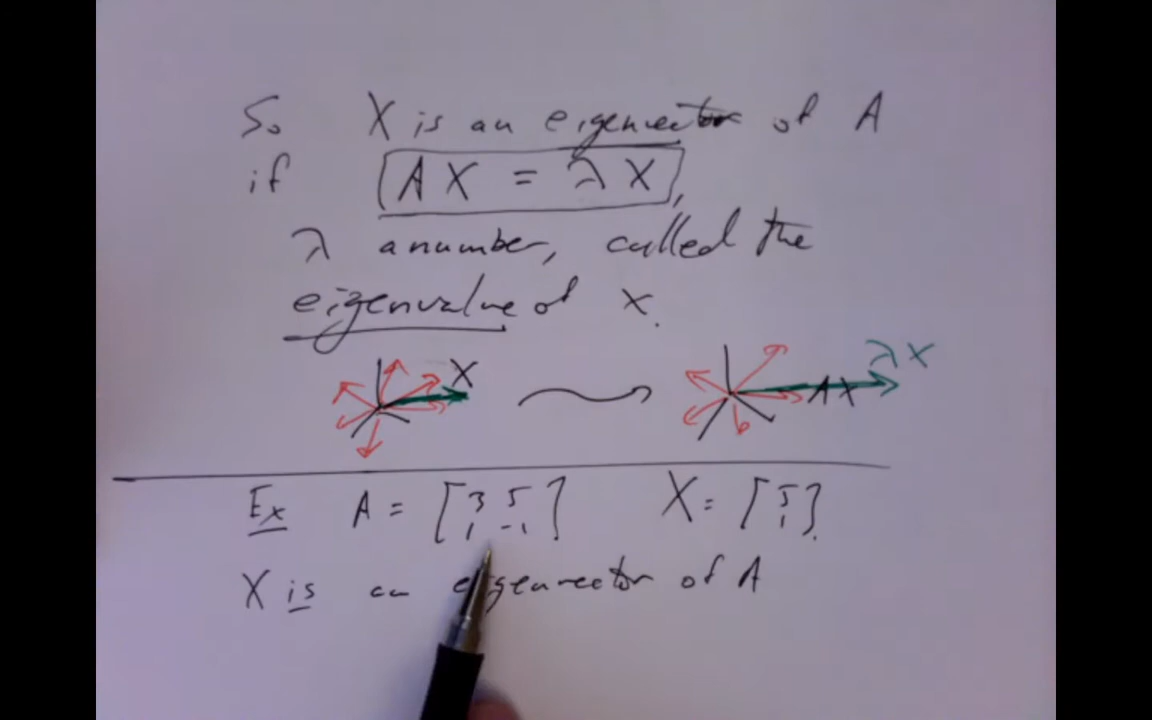 So X is an eigenvector of A
if AX = λX,
λ a number, called the
eigenvalue of X.
X AX λX
Ex A = [3 5 1 -1] X = [5 1].
X is an eigenvector of A